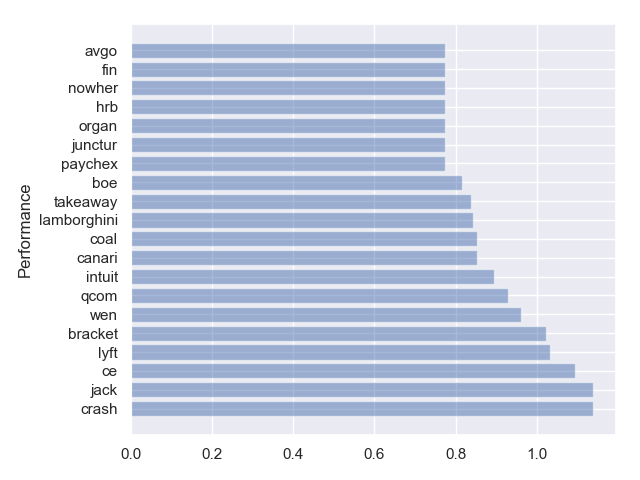 avgo
fin
nowher
hrb
organ
junctur
paychex
boe
takeaway
lamborghini
coal
canari
intuit
qcom
wen
bracket
lyft
ce
jack
crash
Performance
0.0 0.2 0.4 0.6 0.8 1.0